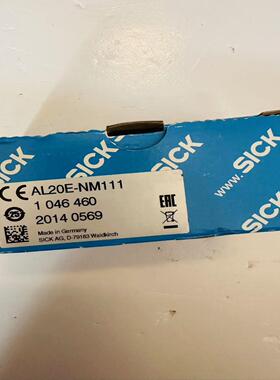 SICK
SICK
SICK
CE AL20E-NM111
1 046 460
2014 0569
Made in Germany
SICK AG, D-79183 Waldkirch
EAC